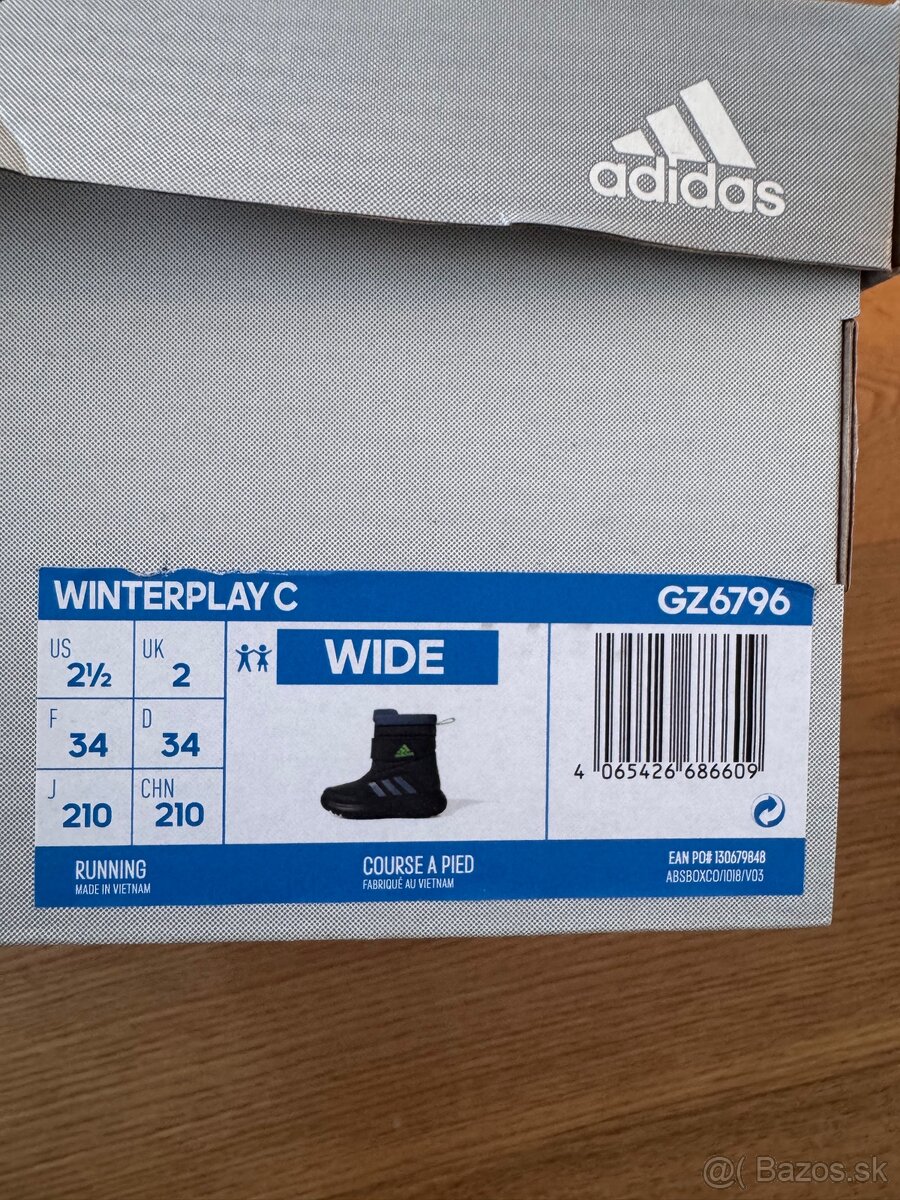 adidas
WINTERPLAY C GZ6796
US 2½ UK 2 WIDE
F 34 D 34
J 210 CHN 210
4 065426 686609
RUNNING
MADE IN VIETNAM
COURSE A PIED
FABRIQUÉ AU VIETNAM
EAN PO# 130679848
ABSBOXCO/1018/V03
@( Bazos.sk